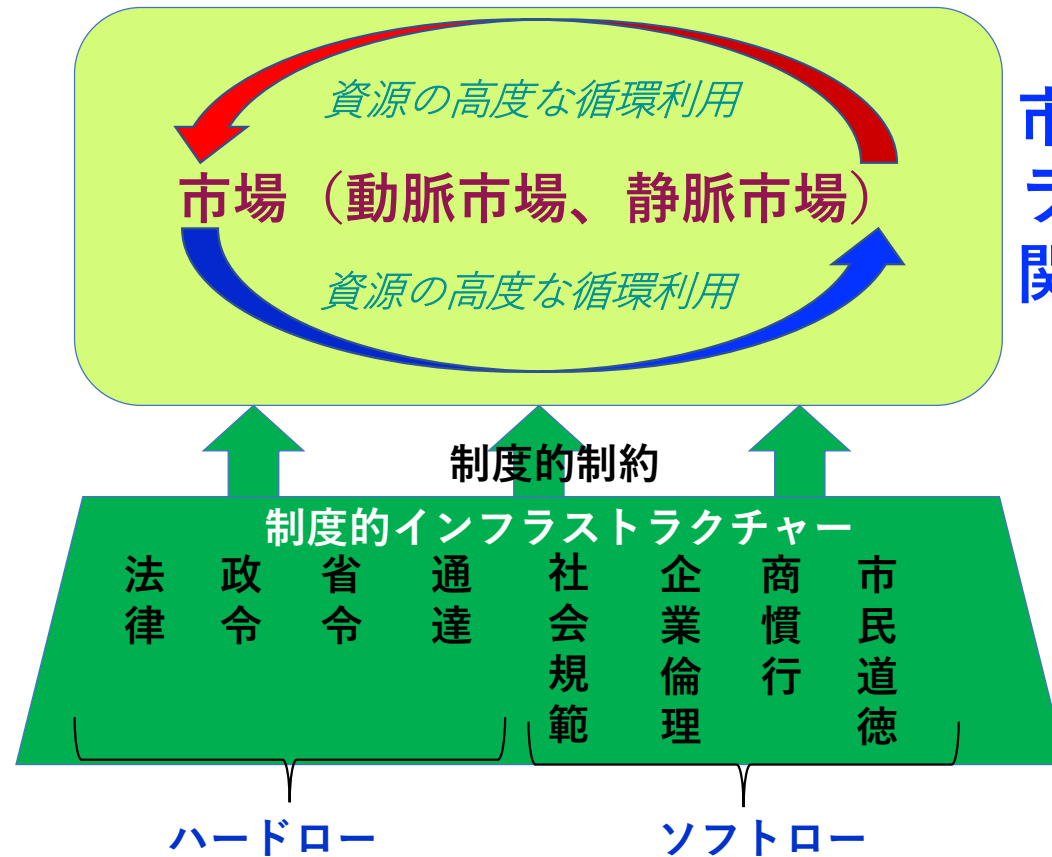 資源の高度な循環利用
市場（動脈市場、静脈市場）
資源の高度な循環利用
市
関
制度的制約
制度的インフラストラクチャー
法律
政令
省令
通達
社会規範
企業倫理
商慣行
市民道徳
ハードロー
ソフトロー